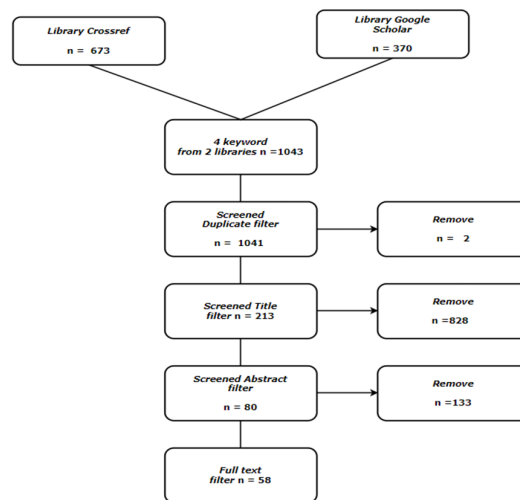 Library Crossref
n = 673
Library Google
Scholar
n = 370
4 keyword
from 2 libraries n =1043
Screened
Duplicate filter
n = 1041
Remove
n = 2
Screened Title
filter n = 213
Remove
n =828
Screened Abstract
filter
n = 80
Remove
n =133
Full text
filter n = 58